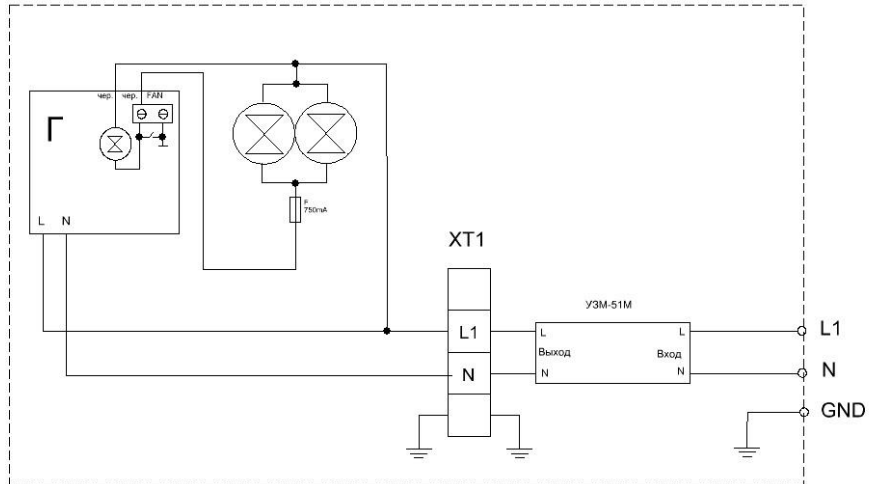 чер. чер. FAN
Г
L N
F
750mA
XT1
УЗМ-51М
L1
L
L
L1
Выход
Вход
N
N
N
N
GND